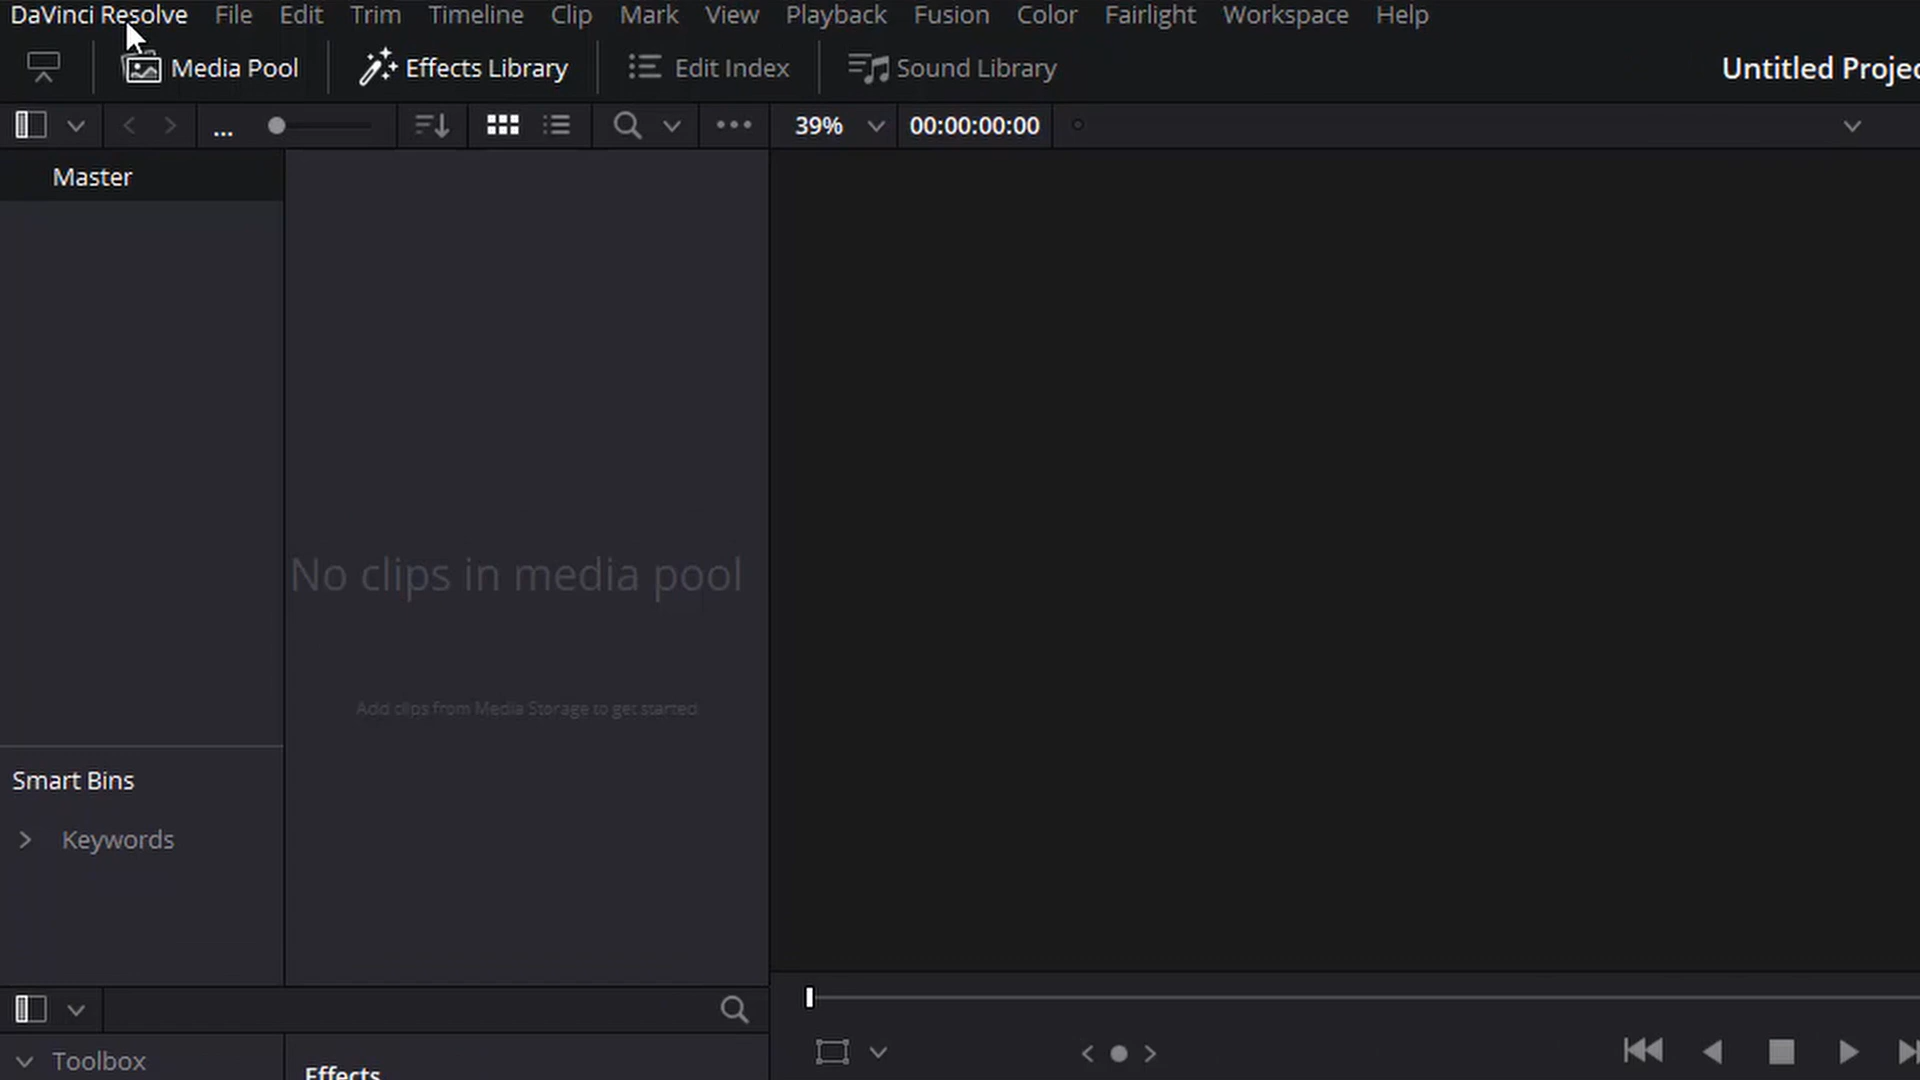 DaVinci Resolve File Edit Trim Timeline Clip Mark View Playback Fusion Color Fairlight Workspace Help
Media Pool Effects Library Edit Index Sound Library Untitled Projec
... 39% 00:00:00:00
Master
No clips in media pool
Add clips from Media Storage to get started
Smart Bins
Keywords
Toolbox
Effects